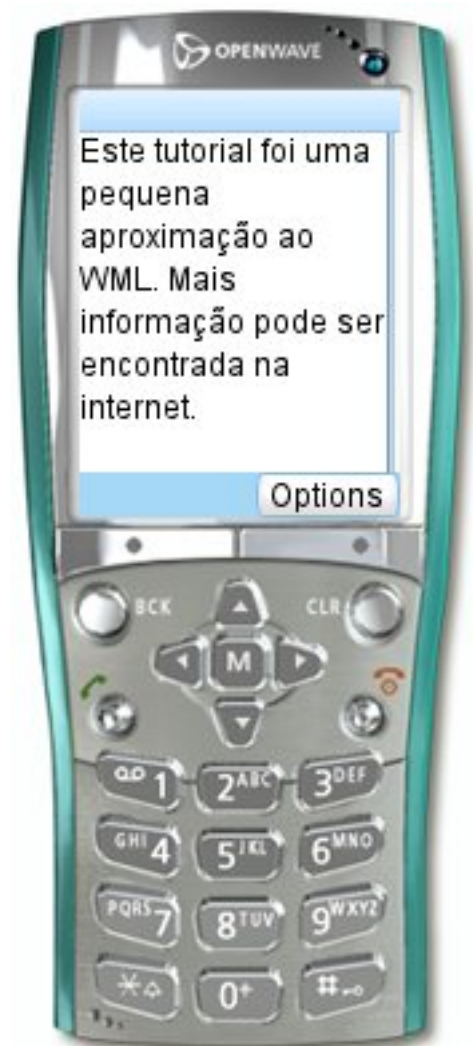 OPENWAVE
Este tutorial foi uma
pequena
aproximação ao
WML. Mais
informação pode ser
encontrada na
internet.
Options
BCK
CLR
M
1
2ABC
3DEF
GHI4
5JKL
6MNO
PQRS7
8TUV
9WXYZ
*
0+
#